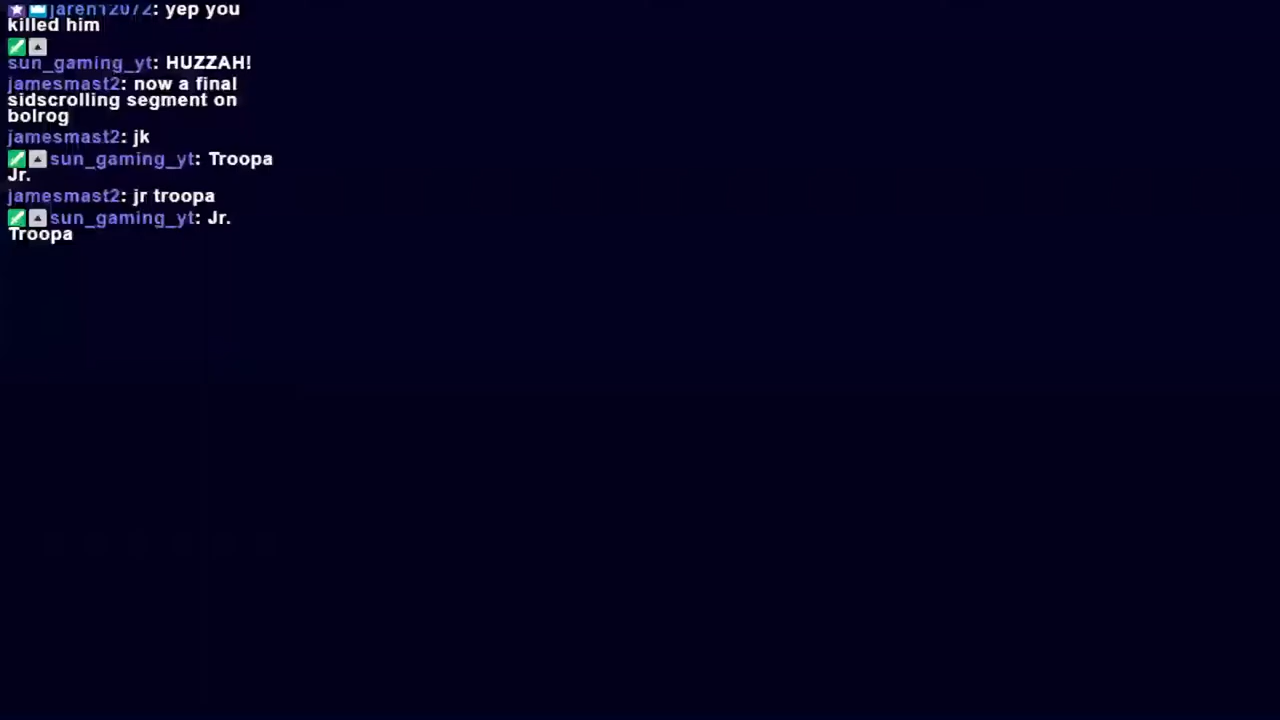 jaren12072: yep you
killed him
sun_gaming_yt: HUZZAH!
jamesmast2: now a final
sidscrolling segment on
bolrog
jamesmast2: jk
sun_gaming_yt: Troopa
Jr.
jamesmast2: jr troopa
sun_gaming_yt: Jr.
Troopa